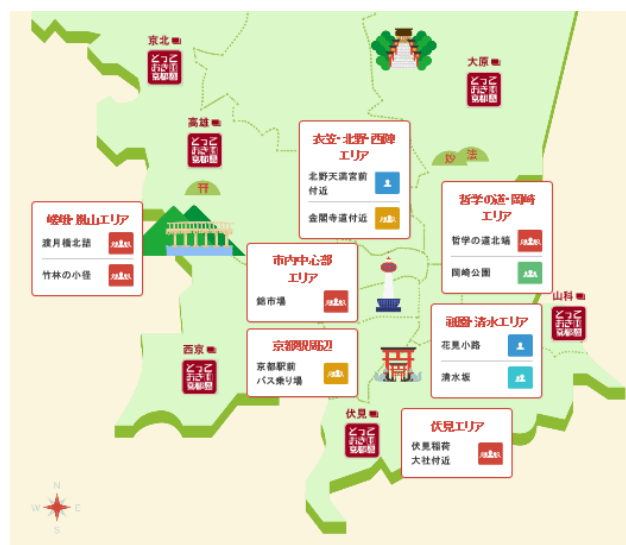 京北
とって
おきの
京都
大原
とって
おきの
京都
高雄
とって
おきの
京都
衣笠・北野・西陣
エリア
北野天満宮前
付近
金閣寺道付近
妙
法
哲学の道・岡崎
エリア
哲学の道北端
岡崎公園
嵯峨・嵐山エリア
渡月橋北詰
竹林の小径
市内中心部
エリア
錦市場
山科
とって
おきの
京都
祇園・清水エリア
花見小路
清水坂
京都駅周辺
京都駅前
バス乗り場
西京
とって
おきの
京都
伏見
とって
おきの
京都
伏見エリア
伏見稲荷
大社付近
N
W
E
S